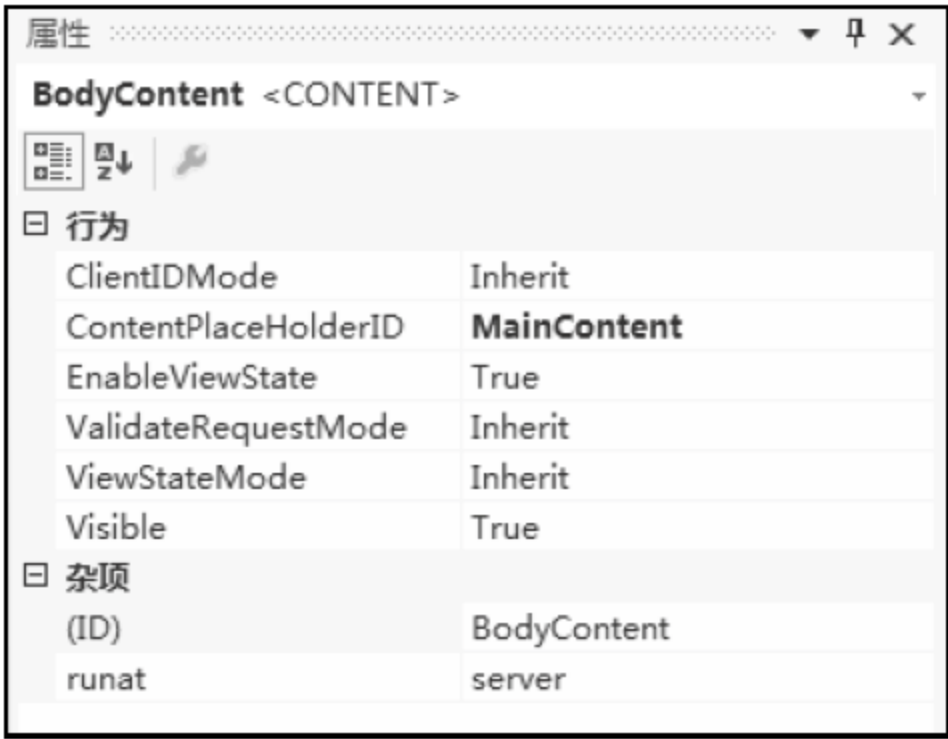 属性
BodyContent <CONTENT>
行为
ClientIDMode Inherit
ContentPlaceHolderID MainContent
EnableViewState True
ValidateRequestMode Inherit
ViewStateMode Inherit
Visible True
杂项
(ID) BodyContent
runat server